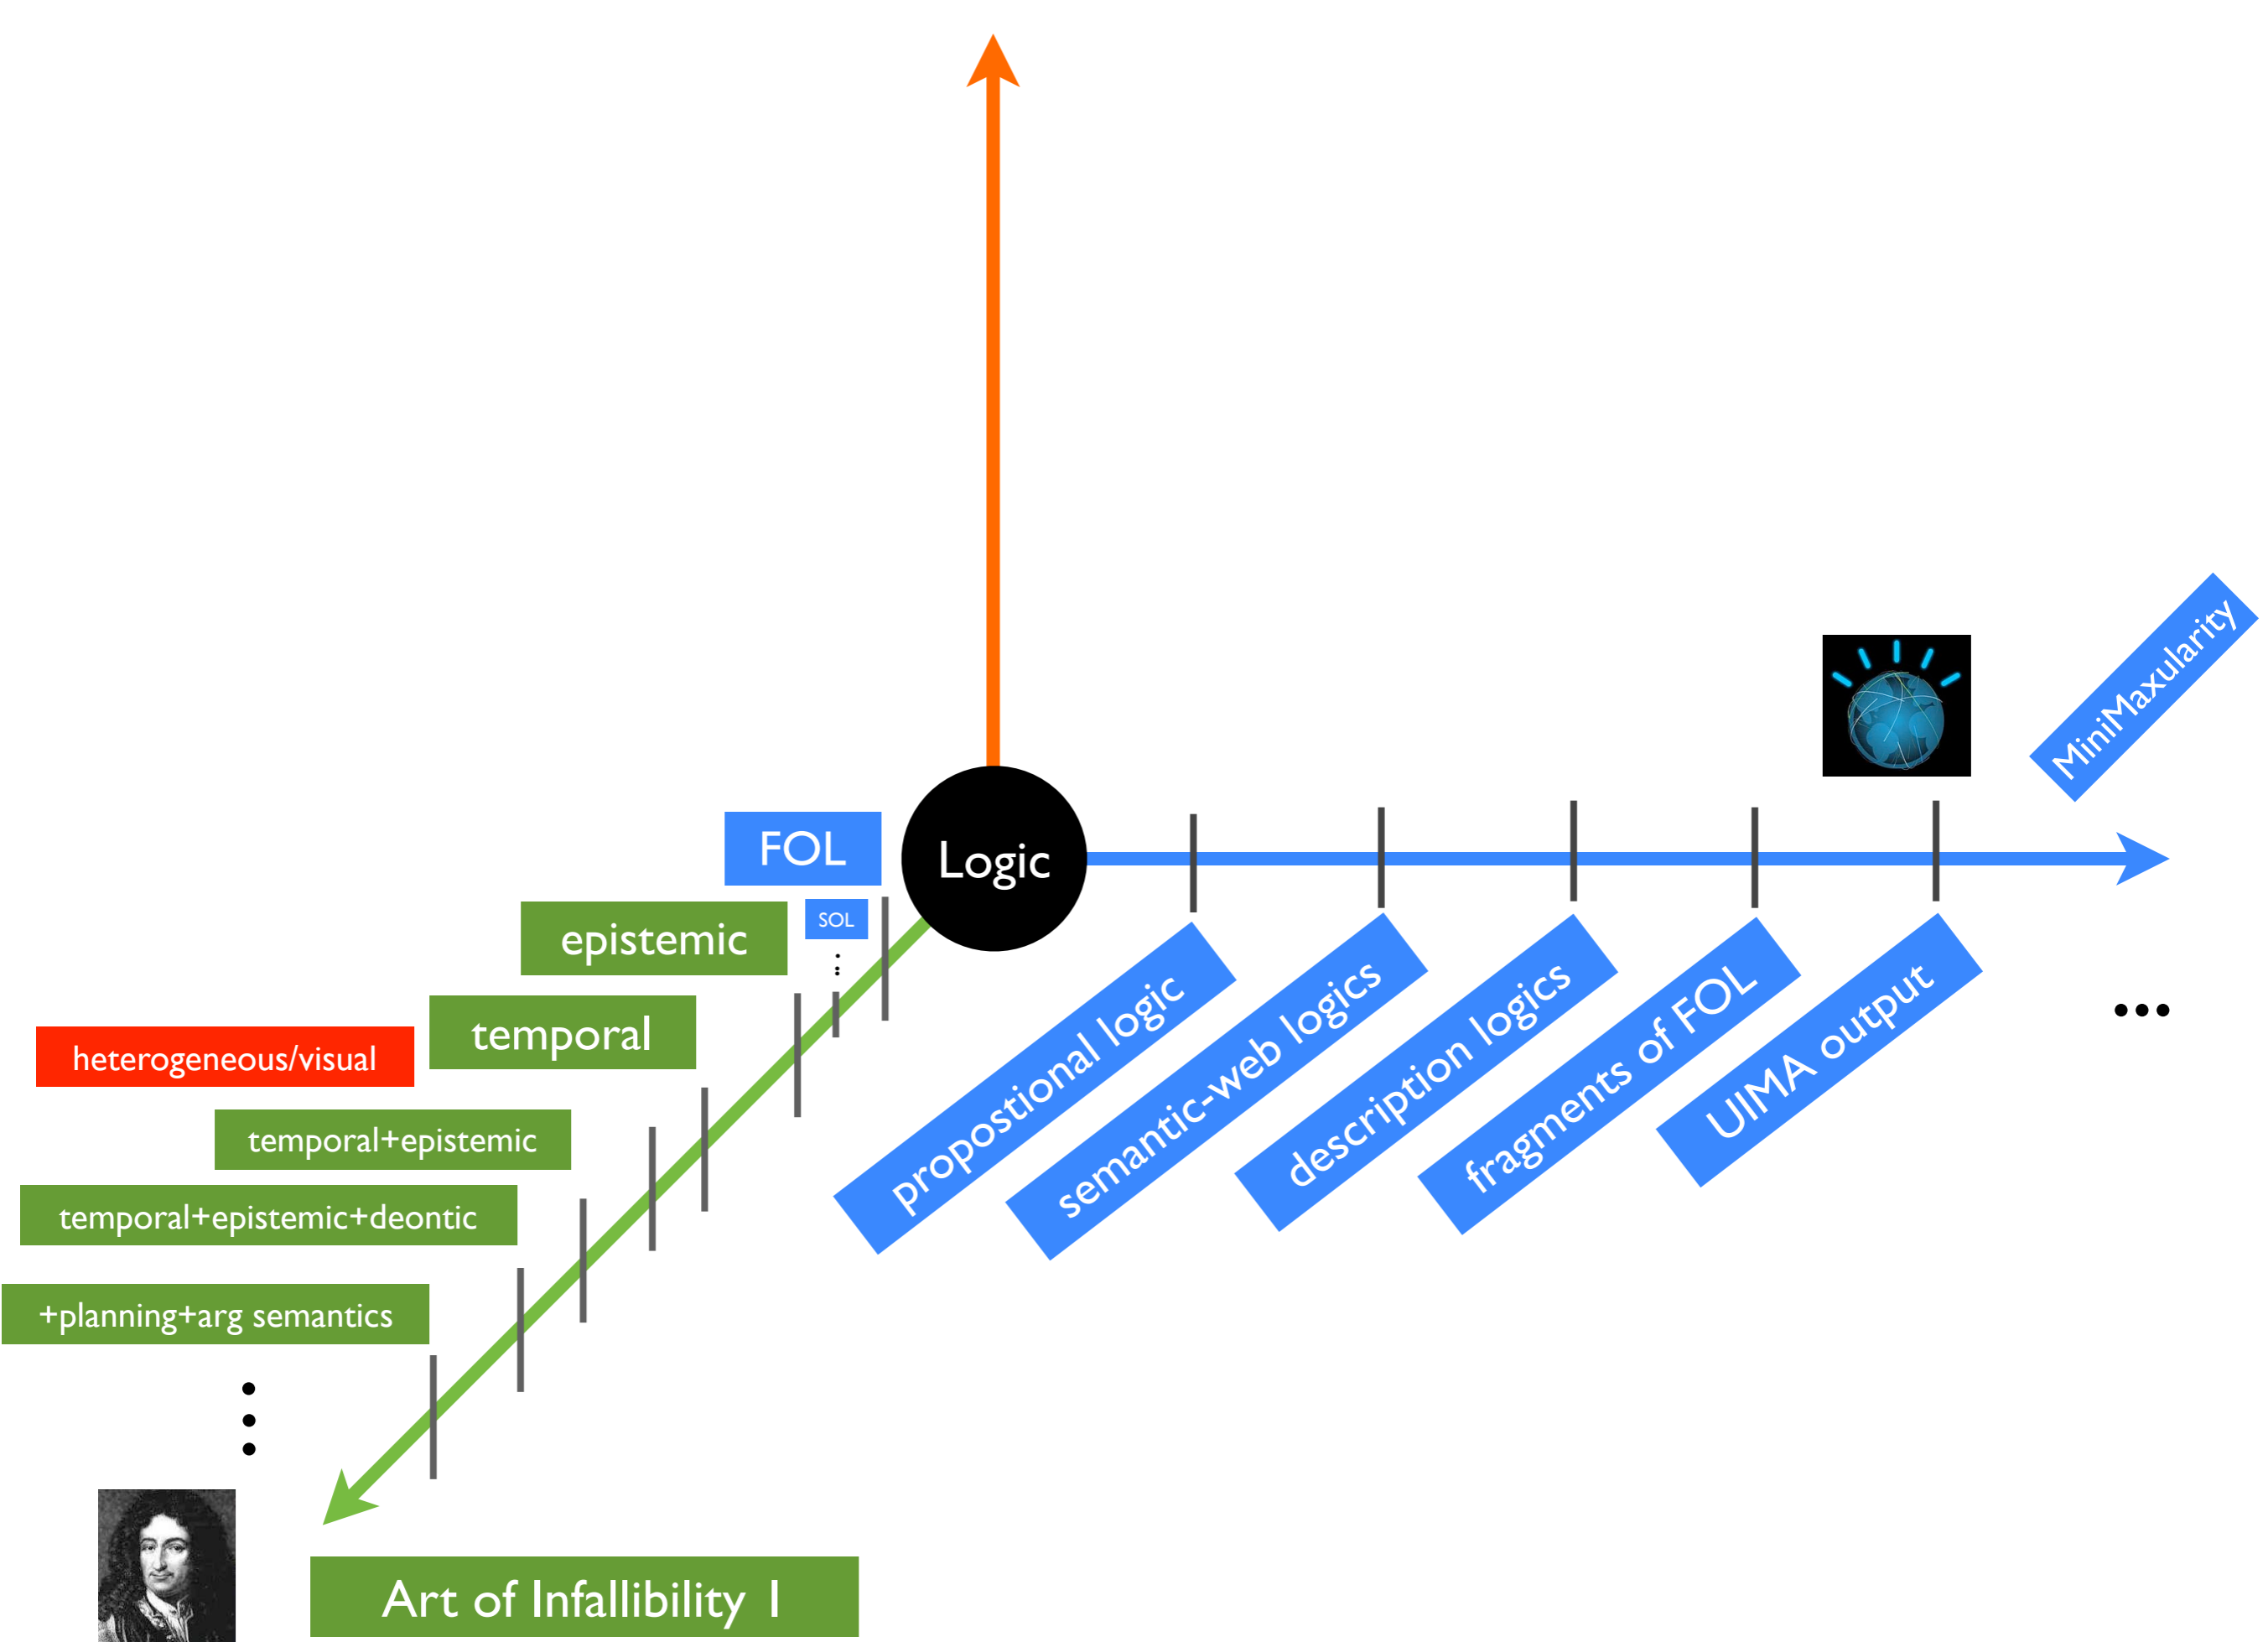 MiniMaxularity
FOL
Logic
SOL
epistemic
temporal
heterogeneous/visual
temporal+epistemic
temporal+epistemic+deontic
+planning+arg semantics
propostional logic
semantic-web logics
description logics
fragments of FOL
UIMA output
...
Art of Infallibility 1